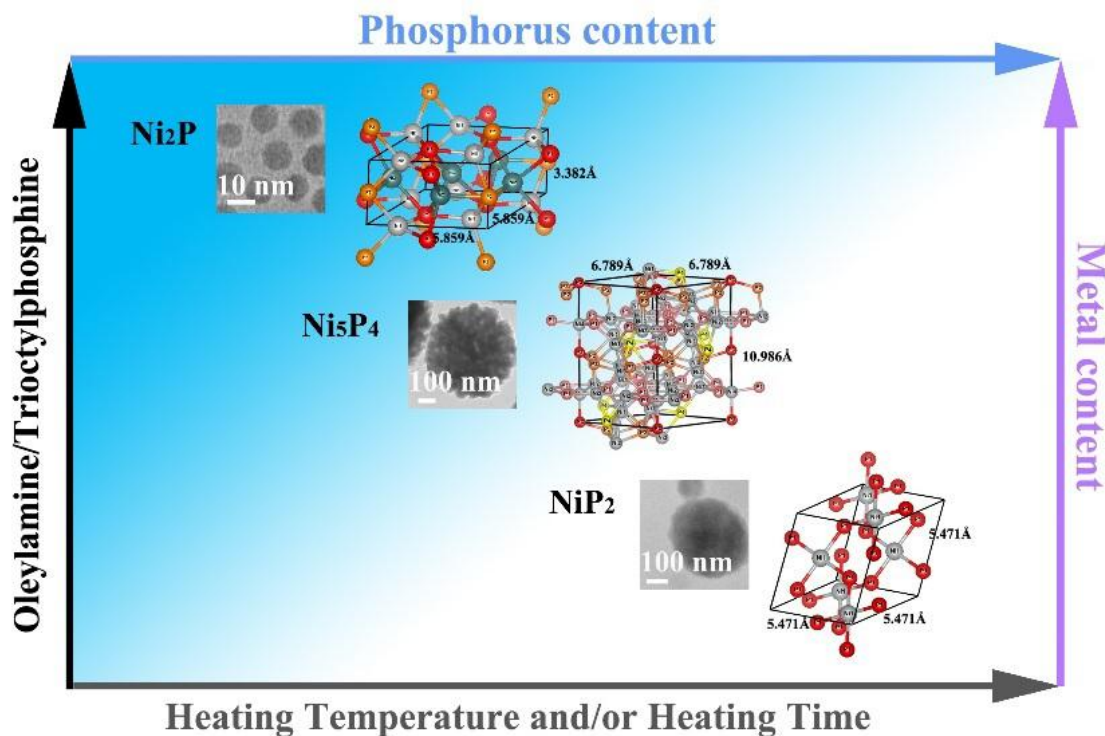 Phosphorus content
Ni₂P
10 nm
3.382Å
5.859Å
5.859Å
Ni₅P₄
100 nm
6.789Å
6.789Å
10.986Å
NiP₂
100 nm
5.471Å
5.471Å
5.471Å
Oleylamine/Trioctylphosphine
Metal content
Heating Temperature and/or Heating Time